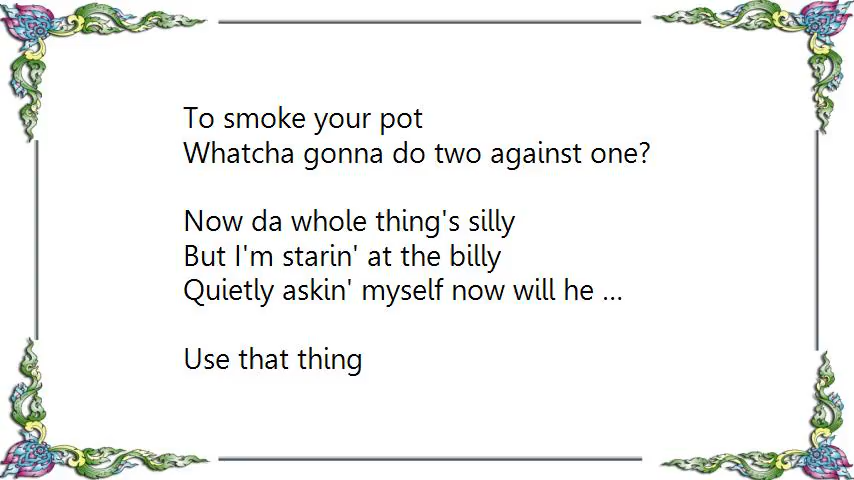 To smoke your pot
Whatcha gonna do two against one?
Now da whole thing's silly
But I'm starin' at the billy
Quietly askin' myself now will he ...
Use that thing